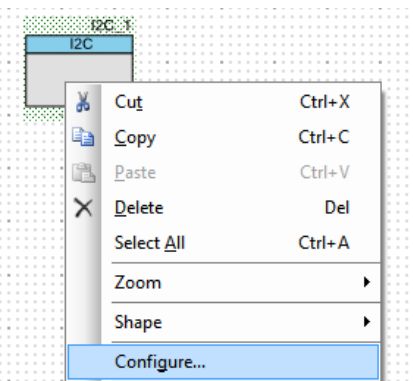 I2C_1
I2C
Cut Ctrl+X
Copy Ctrl+C
Paste Ctrl+V
Delete Del
Select All Ctrl+A
Zoom
Shape
Configure...